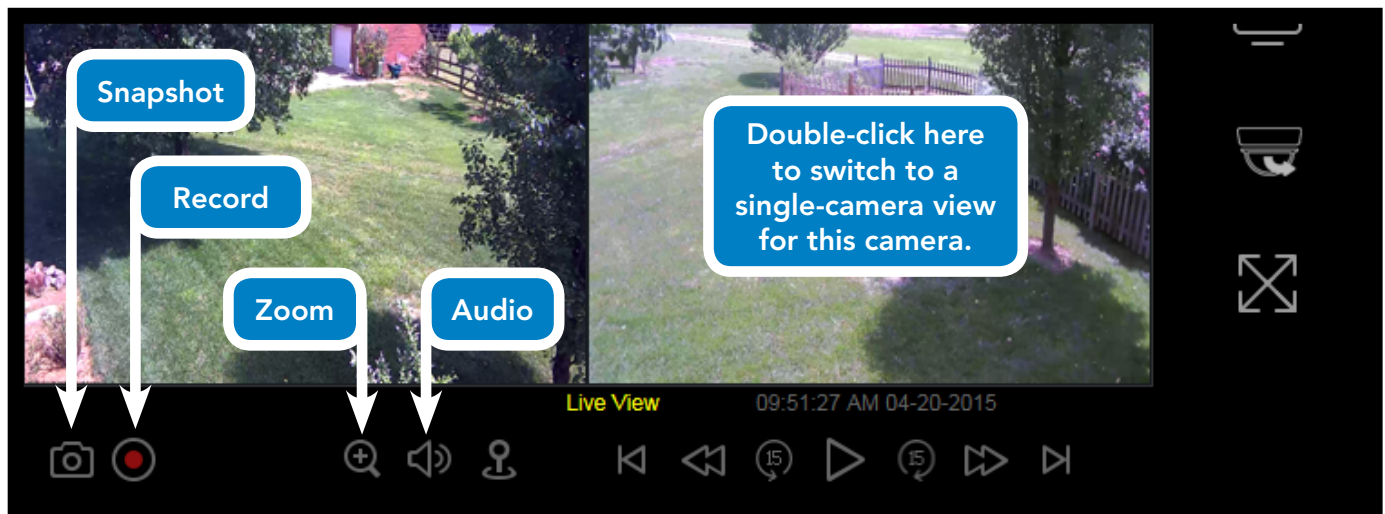 Snapshot
Record
Zoom
Audio
Double-click here
to switch to a
single-camera view
for this camera.
Live View
09:51:27 AM 04-20-2015
15
15